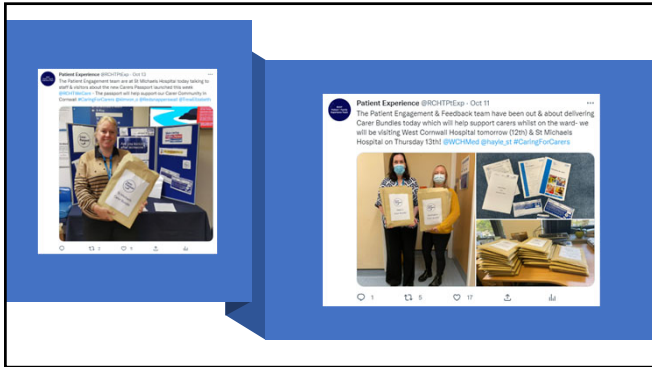 Patient Experience @RCHTPtExp · Oct 13
The Patient Engagement team are at St Michaels Hospital today talking to
staff & visitors about the new Carers Passport launched this week
@RCHTWeCare - The passport will help support our Carer Community in
Cornwall #CaringForCarers
Patient Experience @RCHTPtExp · Oct 11
The Patient Engagement & Feedback team have been out & about delivering
Carer Bundles today which will help support carers whilst on the ward- we
will be visiting West Cornwall Hospital tomorrow (12th) & St Michaels
Hospital on Thursday 13th! @WCHMed @hayle_st #CaringForCarers
1
5
17